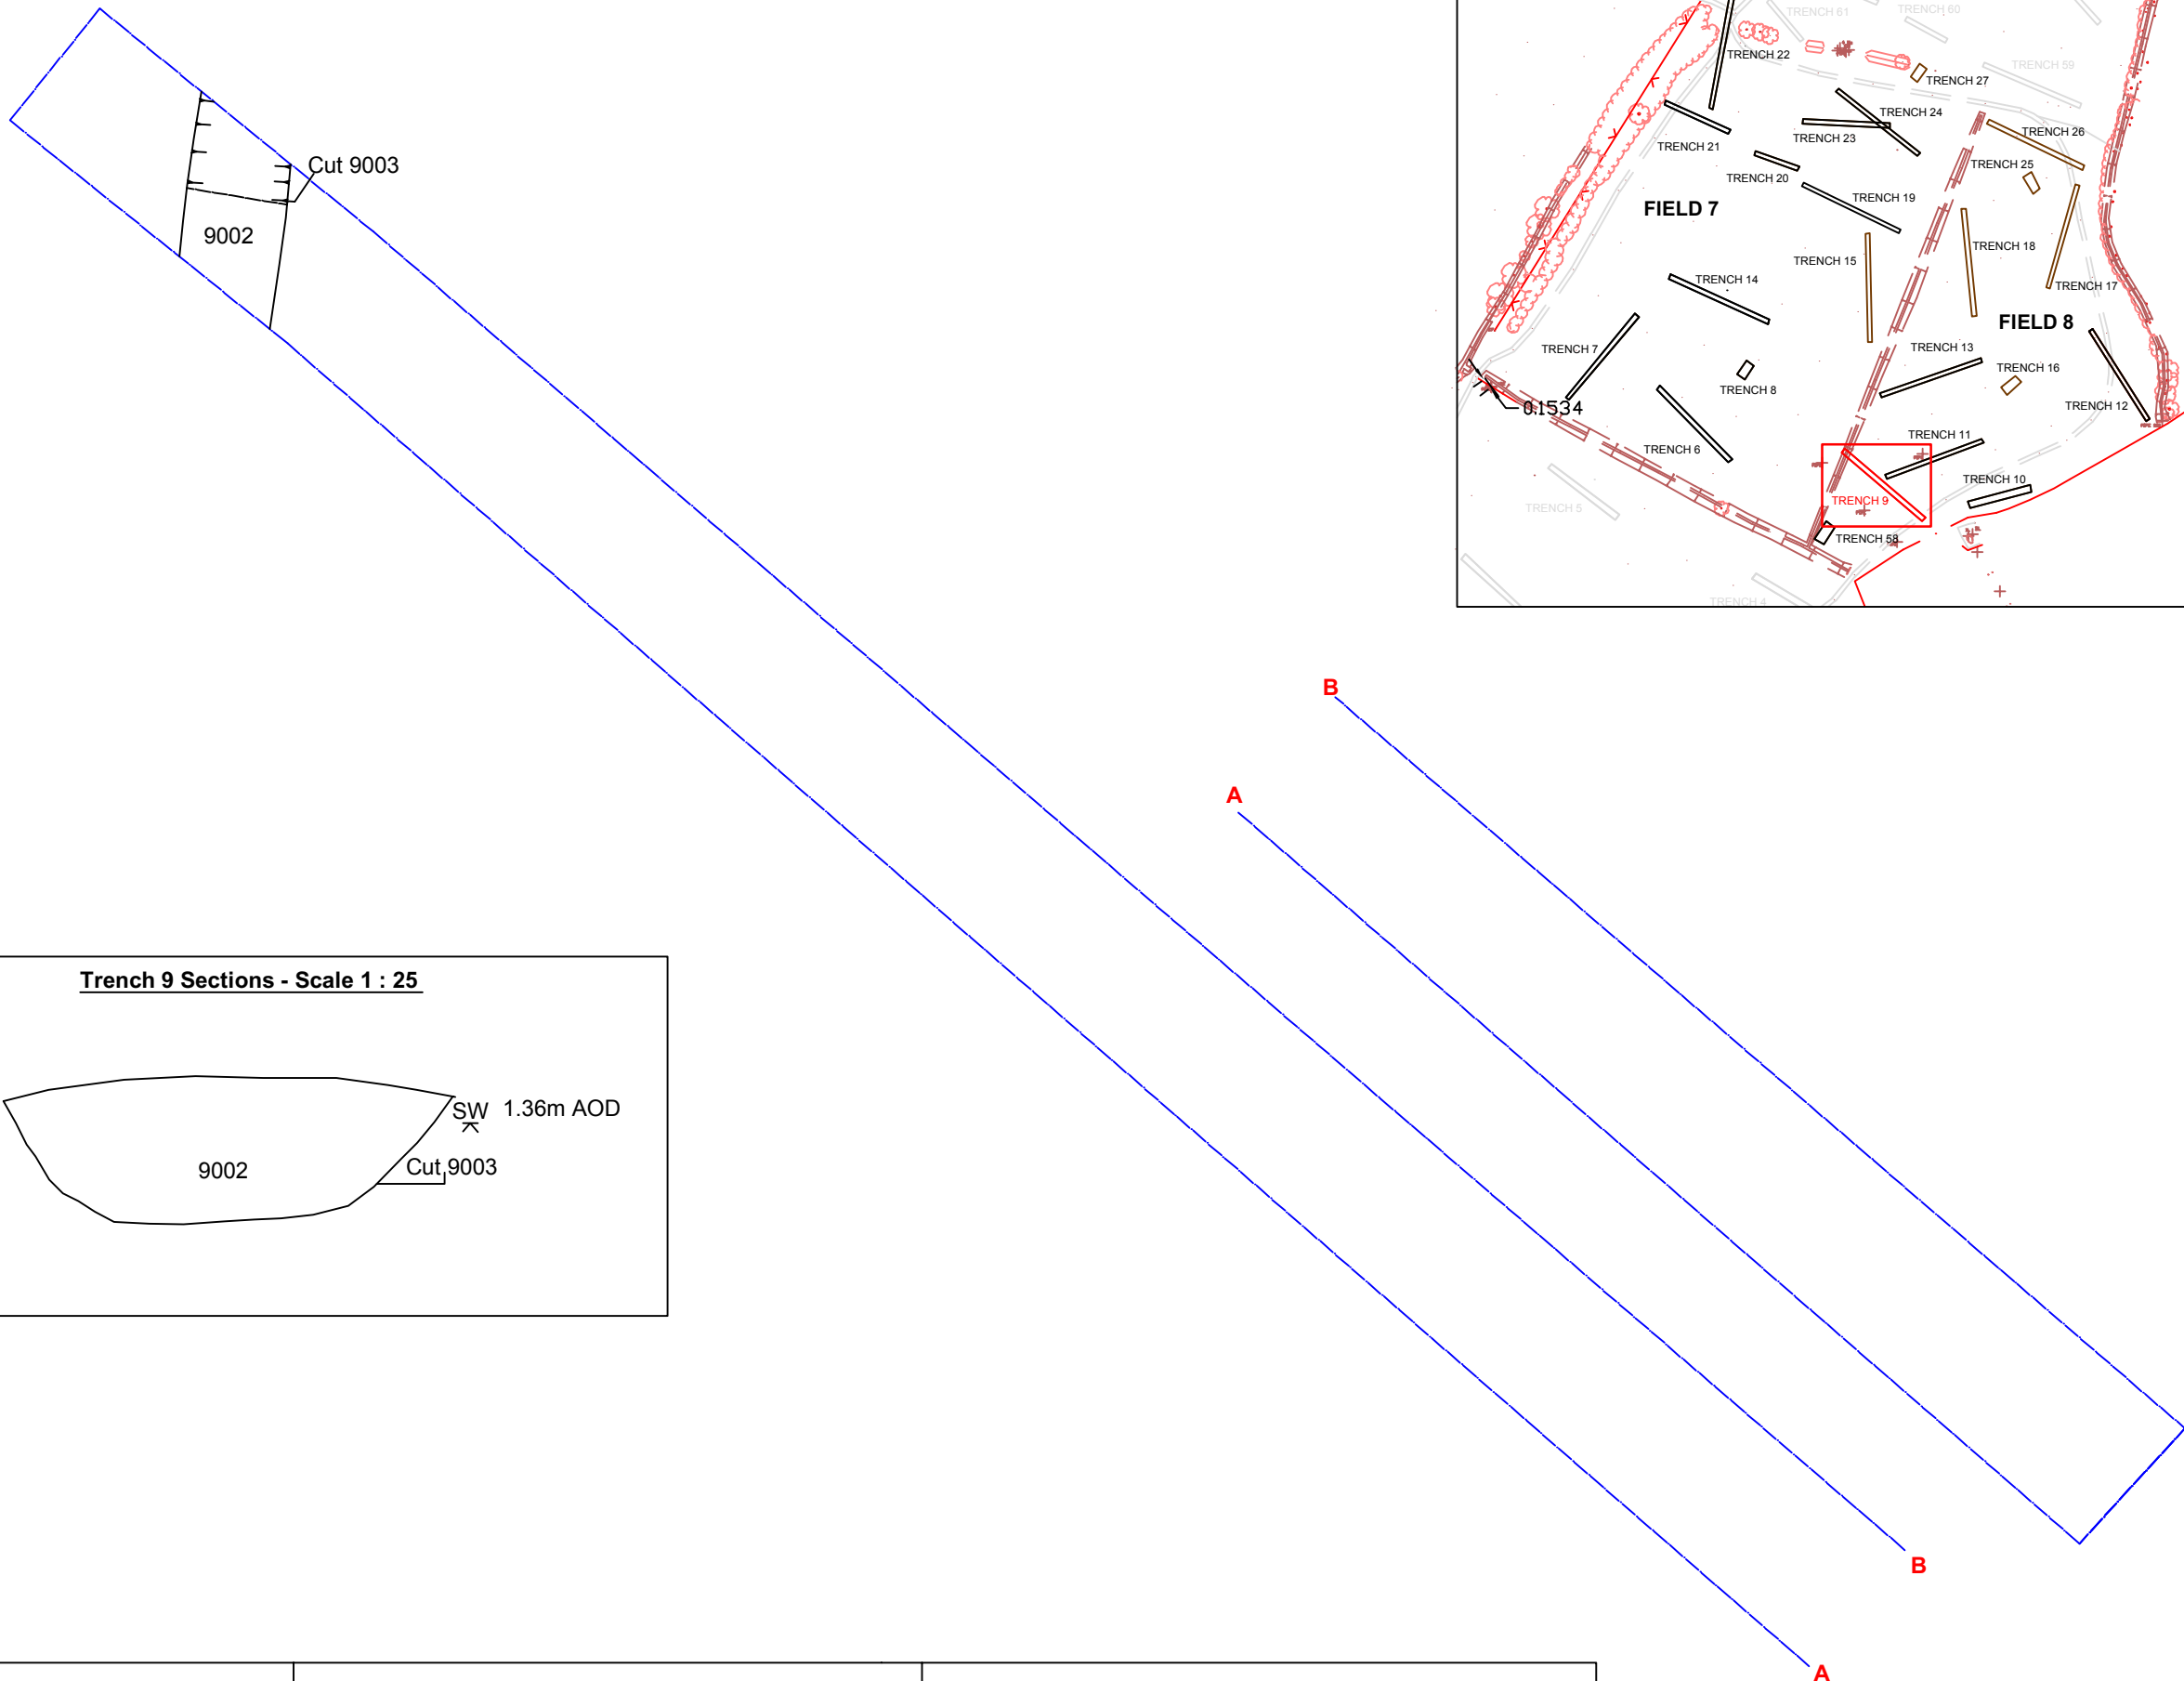 Cut 9003
9002
TRENCH 61
TRENCH 60
TRENCH 22
TRENCH 59
TRENCH 27
TRENCH 24
TRENCH 23
TRENCH 26
TRENCH 21
TRENCH 25
TRENCH 20
TRENCH 19
FIELD 7
TRENCH 18
TRENCH 15
TRENCH 14
TRENCH 17
FIELD 8
TRENCH 7
TRENCH 13
TRENCH 16
TRENCH 8
TRENCH 12
0.1534
TRENCH 11
TRENCH 6
TRENCH 10
TRENCH 9
TRENCH 5
TRENCH 58
TRENCH 4
B
A
Trench 9 Sections - Scale 1 : 25
SW 1.36m AOD
Cut 9003
9002
B
A